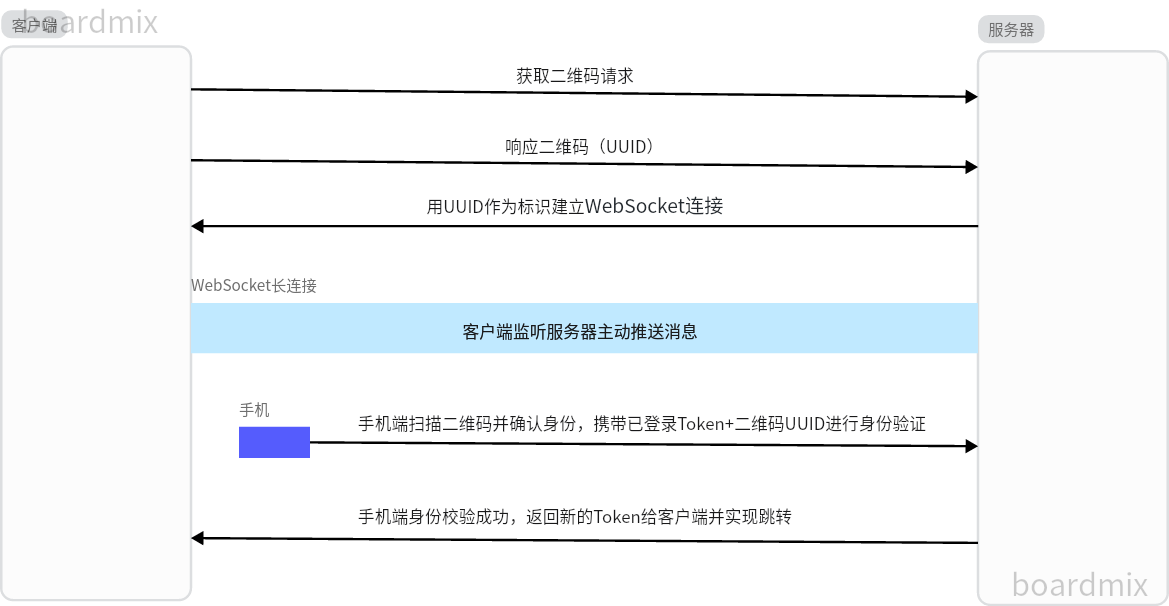 boardmix
客户端
服务器
获取二维码请求
响应二维码（UUID）
用UUID作为标识建立WebSocket连接
WebSocket长连接
客户端监听服务器主动推送消息
手机
手机端扫描二维码并确认身份，携带已登录Token+二维码UUID进行身份验证
手机端身份校验成功，返回新的Token给客户端并实现跳转
boardmix